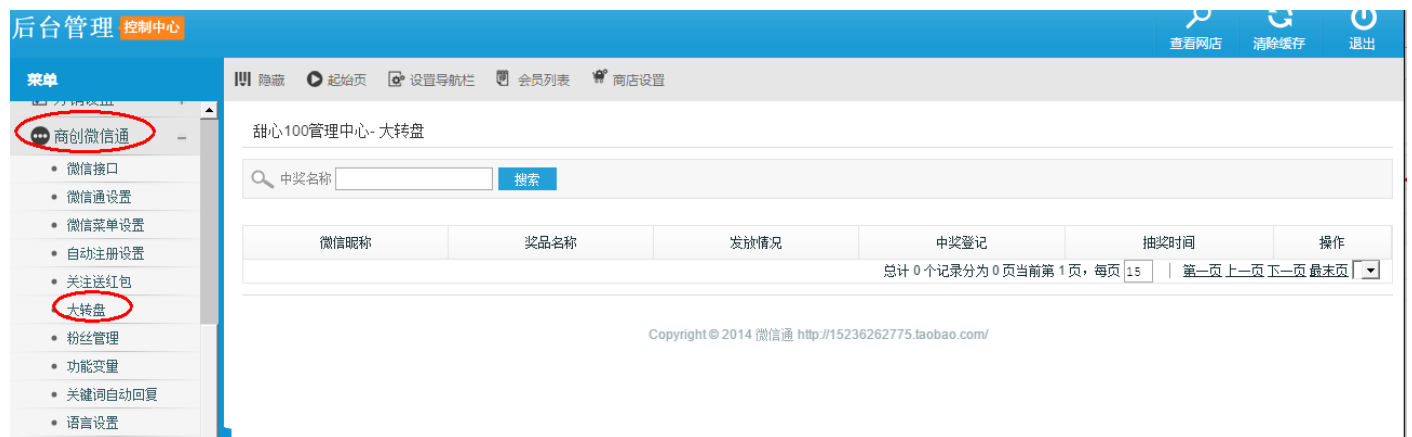 后台管理 控制中心
查看网店 清除缓存 退出
菜单
隐藏 起始页 设置导航栏 会员列表 商店设置
分销设置 +
商创微信通 −
微信接口
微信通设置
微信菜单设置
自动注册设置
关注送红包
大转盘
粉丝管理
功能变量
关键词自动回复
语言设置
甜心100管理中心- 大转盘
中奖名称 搜索
微信昵称 奖品名称 发放情况 中奖登记 抽奖时间 操作
总计 0 个记录分为 0 页当前第 1 页，每页 15 | 第一页 上一页 下一页 最末页
Copyright © 2014 微信通 http://15236262775.taobao.com/